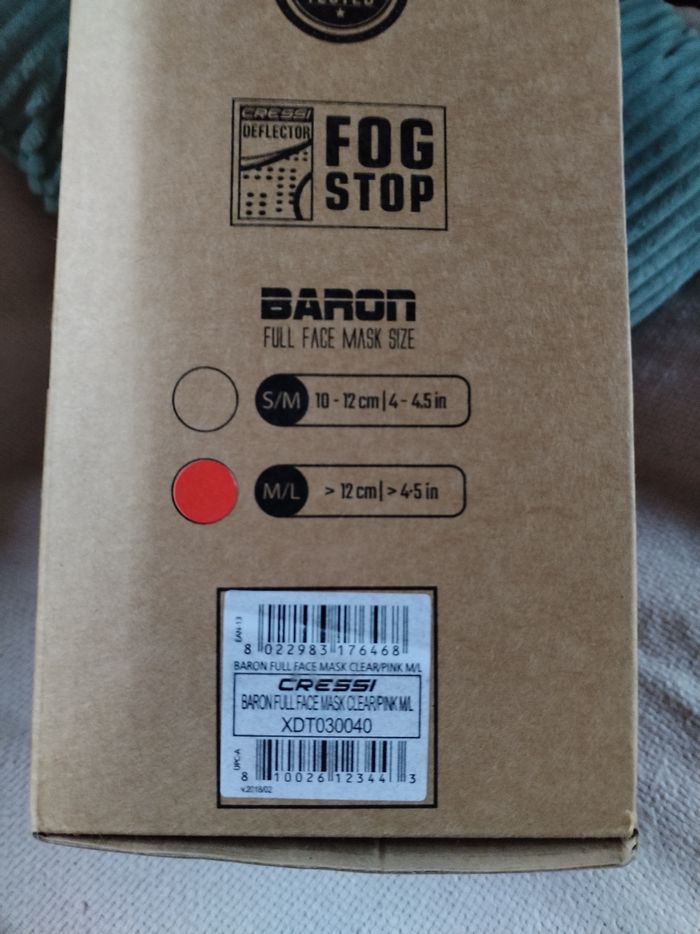 TESTED
CRESSI
DEFLECTOR
FOG
STOP
BARON
FULL FACE MASK SIZE
S/M 10 - 12 cm | 4 - 4.5 in
M/L > 12 cm | > 4.5 in
EAN-13
8 022983 176468
BARON FULL FACE MASK CLEAR/PINK M/L
CRESSI
BARON FULL FACE MASK CLEAR/PINK M/L
XDT030040
UPC-A
8 10026 12344 3
v.2018/02